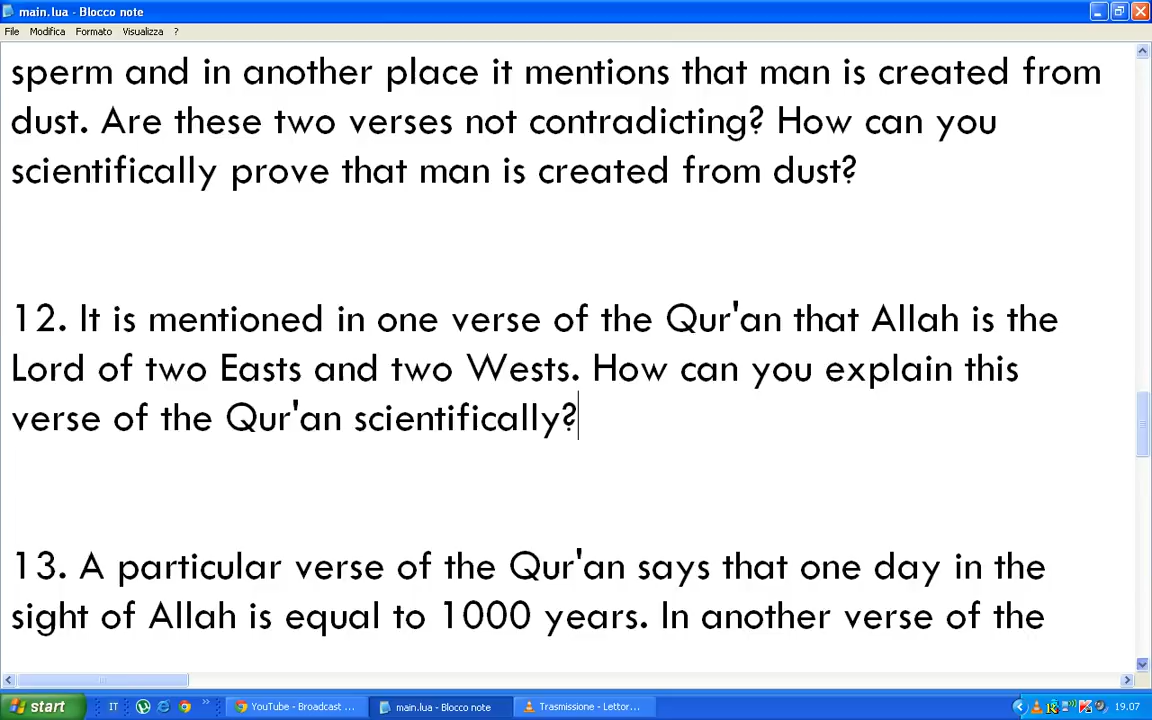 main.lua - Blocco note
File Modifica Formato Visualizza ?
sperm and in another place it mentions that man is created from
dust. Are these two verses not contradicting? How can you
scientifically prove that man is created from dust?
12. It is mentioned in one verse of the Qur'an that Allah is the
Lord of two Easts and two Wests. How can you explain this
verse of the Qur'an scientifically?
13. A particular verse of the Qur'an says that one day in the
sight of Allah is equal to 1000 years. In another verse of the
start IT YouTube - Broadcast ... main.lua - Blocco note Trasmissione - Lettor... 19.07